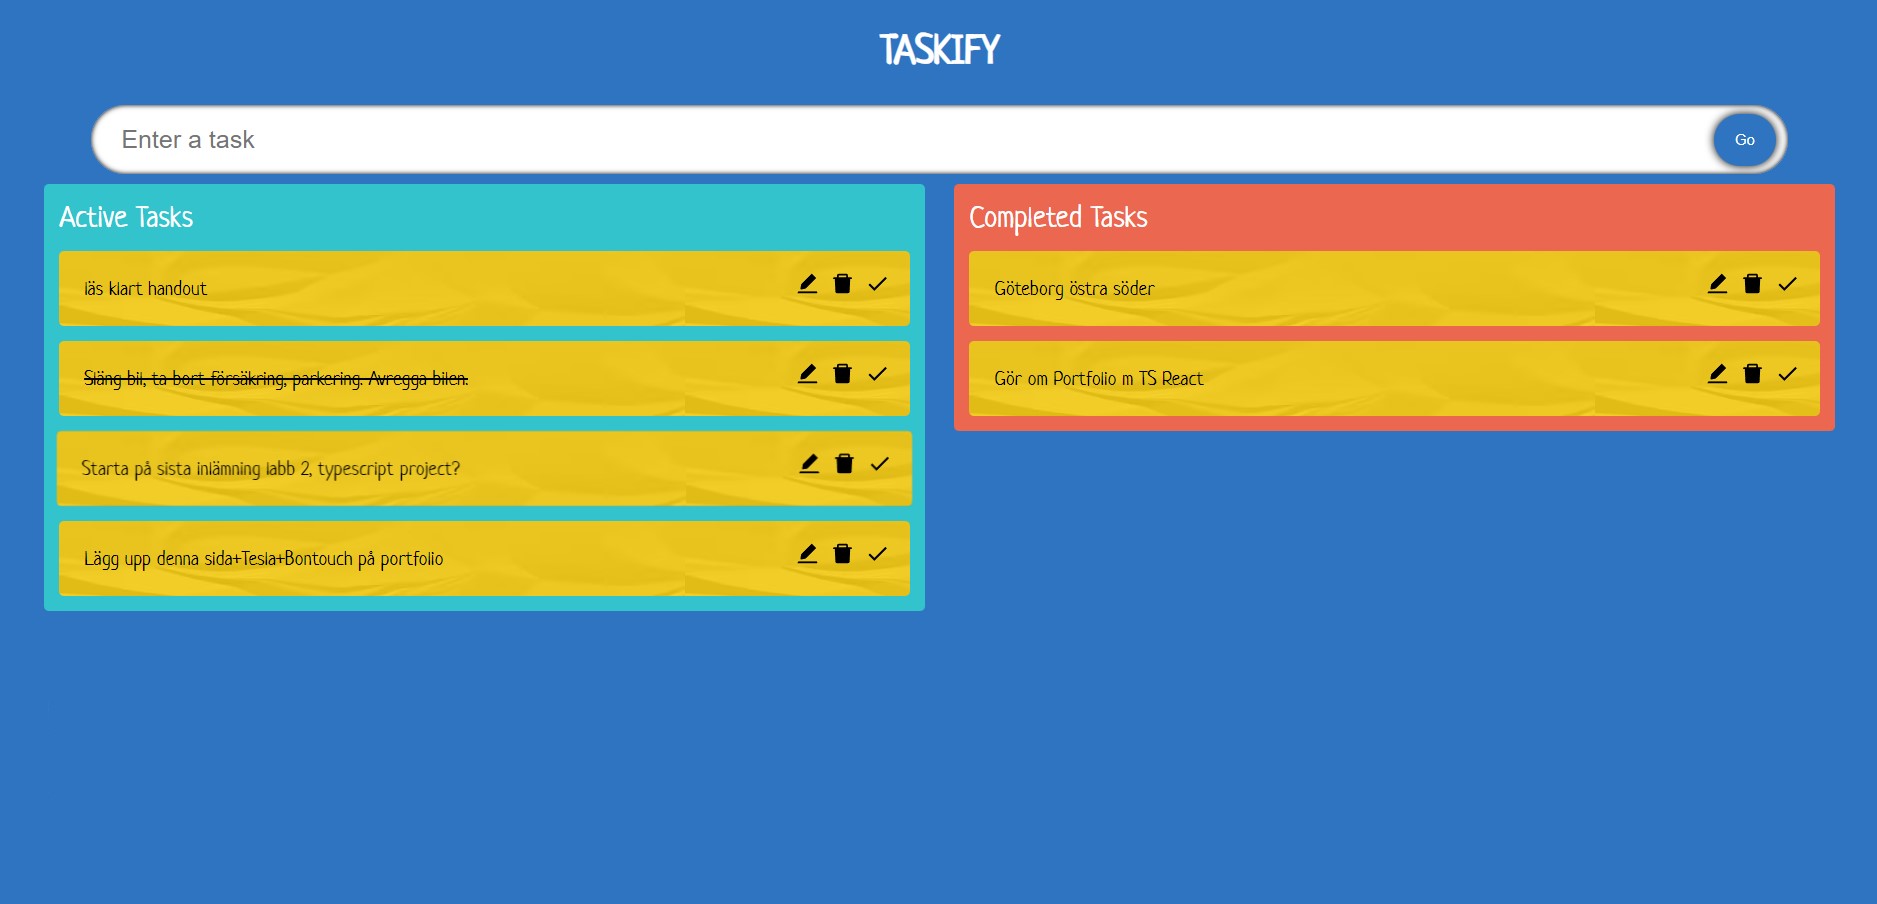 TASKIFY
Enter a task
Go
Active Tasks
läs klart handout
Släng bil, ta bort försäkring, parkering. Avregga bilen.
Starta på sista inlämning labb 2, typescript project?
Lägg upp denna sida+Tesla+Bontouch på portfolio
Completed Tasks
Göteborg östra söder
Gör om Portfolio m TS React